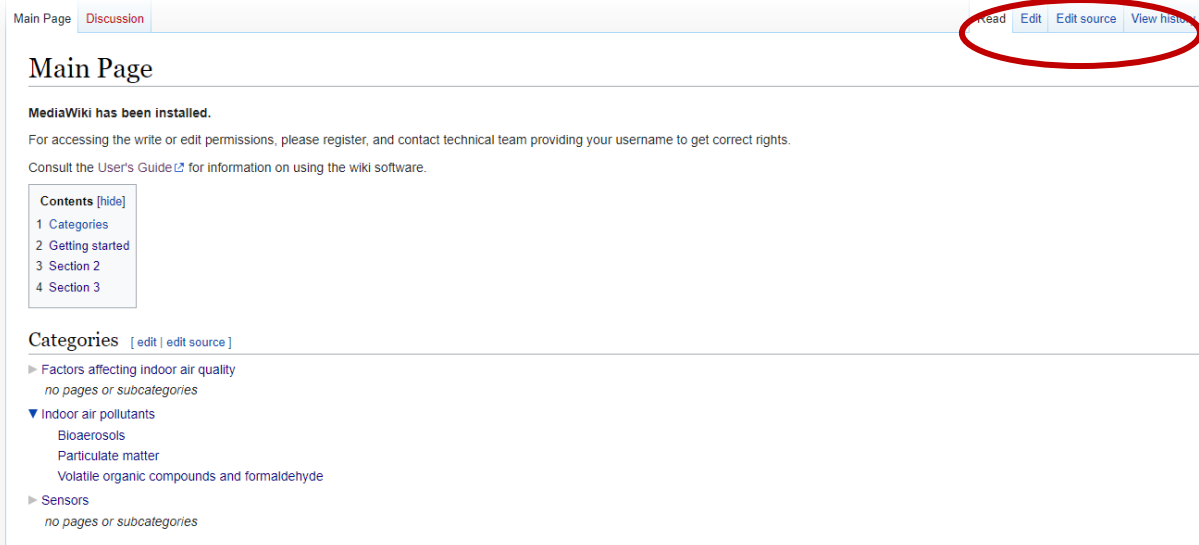 Main Page Discussion Read Edit Edit source View history
Main Page
MediaWiki has been installed.
For accessing the write or edit permissions, please register, and contact technical team providing your username to get correct rights.
Consult the User's Guide for information on using the wiki software.
Contents [hide]
1 Categories
2 Getting started
3 Section 2
4 Section 3
Categories [ edit | edit source ]
Factors affecting indoor air quality
no pages or subcategories
Indoor air pollutants
Bioaerosols
Particulate matter
Volatile organic compounds and formaldehyde
Sensors
no pages or subcategories